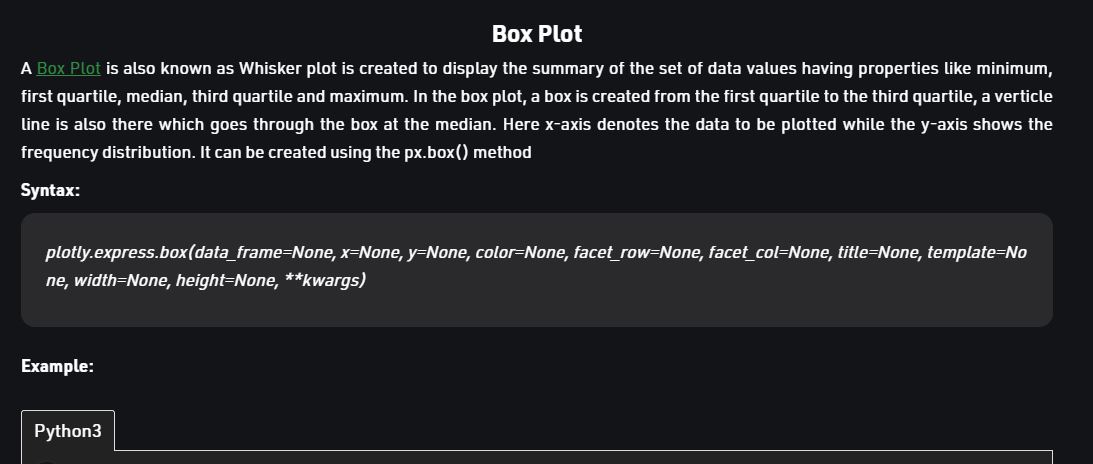 Box Plot
A Box Plot is also known as Whisker plot is created to display the summary of the set of data values having properties like minimum,
first quartile, median, third quartile and maximum. In the box plot, a box is created from the first quartile to the third quartile, a verticle
line is also there which goes through the box at the median. Here x-axis denotes the data to be plotted while the y-axis shows the
frequency distribution. It can be created using the px.box() method
Syntax:
plotly.express.box(data_frame=None, x=None, y=None, color=None, facet_row=None, facet_col=None, title=None, template=No
ne, width=None, height=None, **kwargs)
Example:
Python3